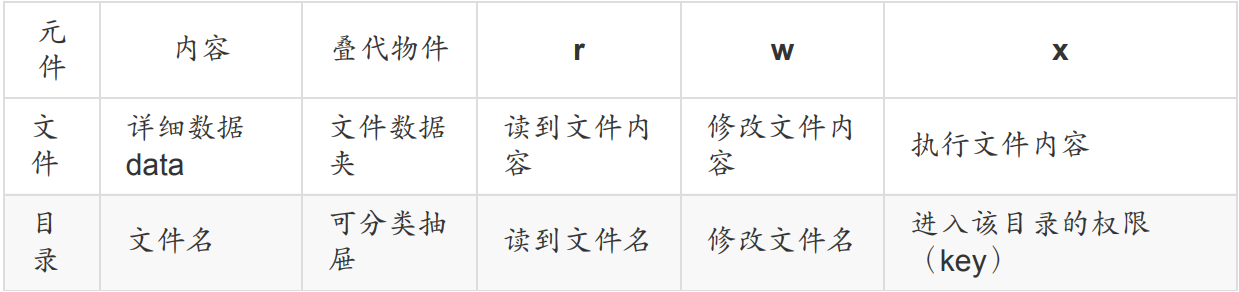 元件 内容 叠代物件 r w x
文件 详细数据 data 文件数据夹 读到文件内容 修改文件内容 执行文件内容
目录 文件名 可分类抽屉 读到文件名 修改文件名 进入该目录的权限（key）